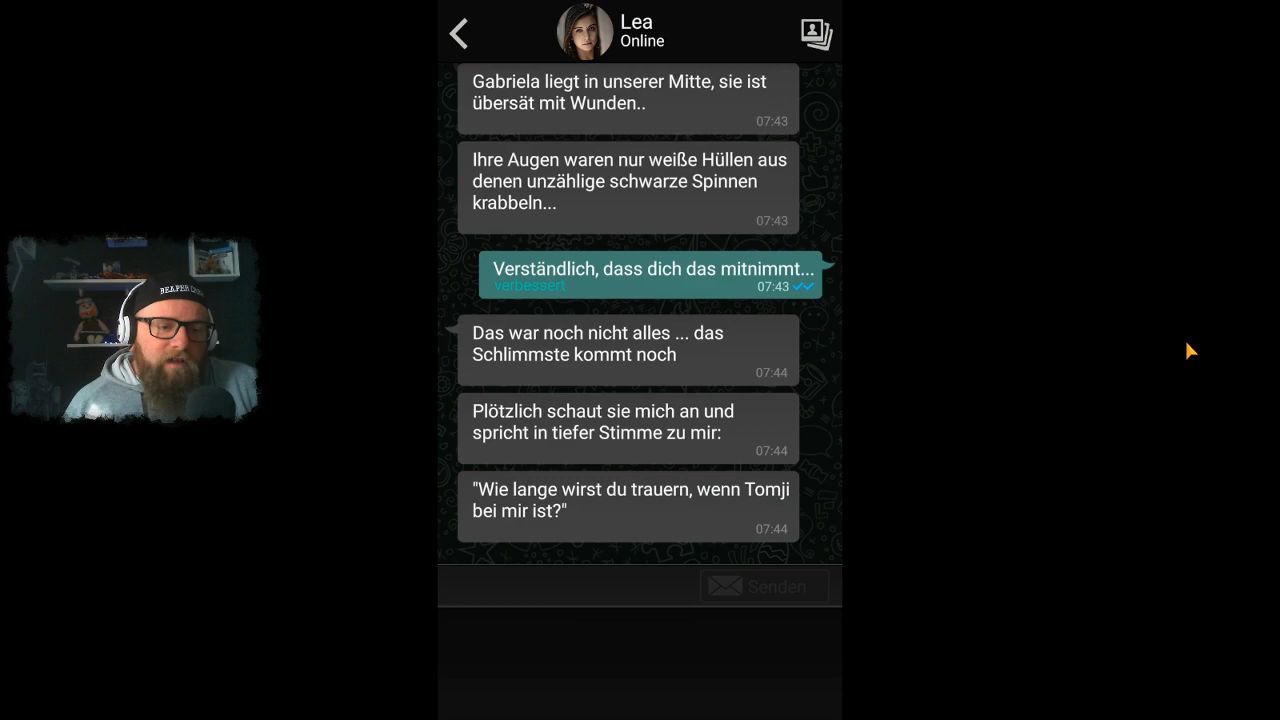 Lea
Online
Gabriela liegt in unserer Mitte, sie ist
übersät mit Wunden..
07:43
Ihre Augen waren nur weiße Hüllen aus
denen unzählige schwarze Spinnen
krabbeln...
07:43
Verständlich, dass dich das mitnimmt...
verbessert
07:43
Das war noch nicht alles ... das
Schlimmste kommt noch
07:44
Plötzlich schaut sie mich an und
spricht in tiefer Stimme zu mir:
07:44
"Wie lange wirst du trauern, wenn Tomji
bei mir ist?"
07:44
Senden
REAPER